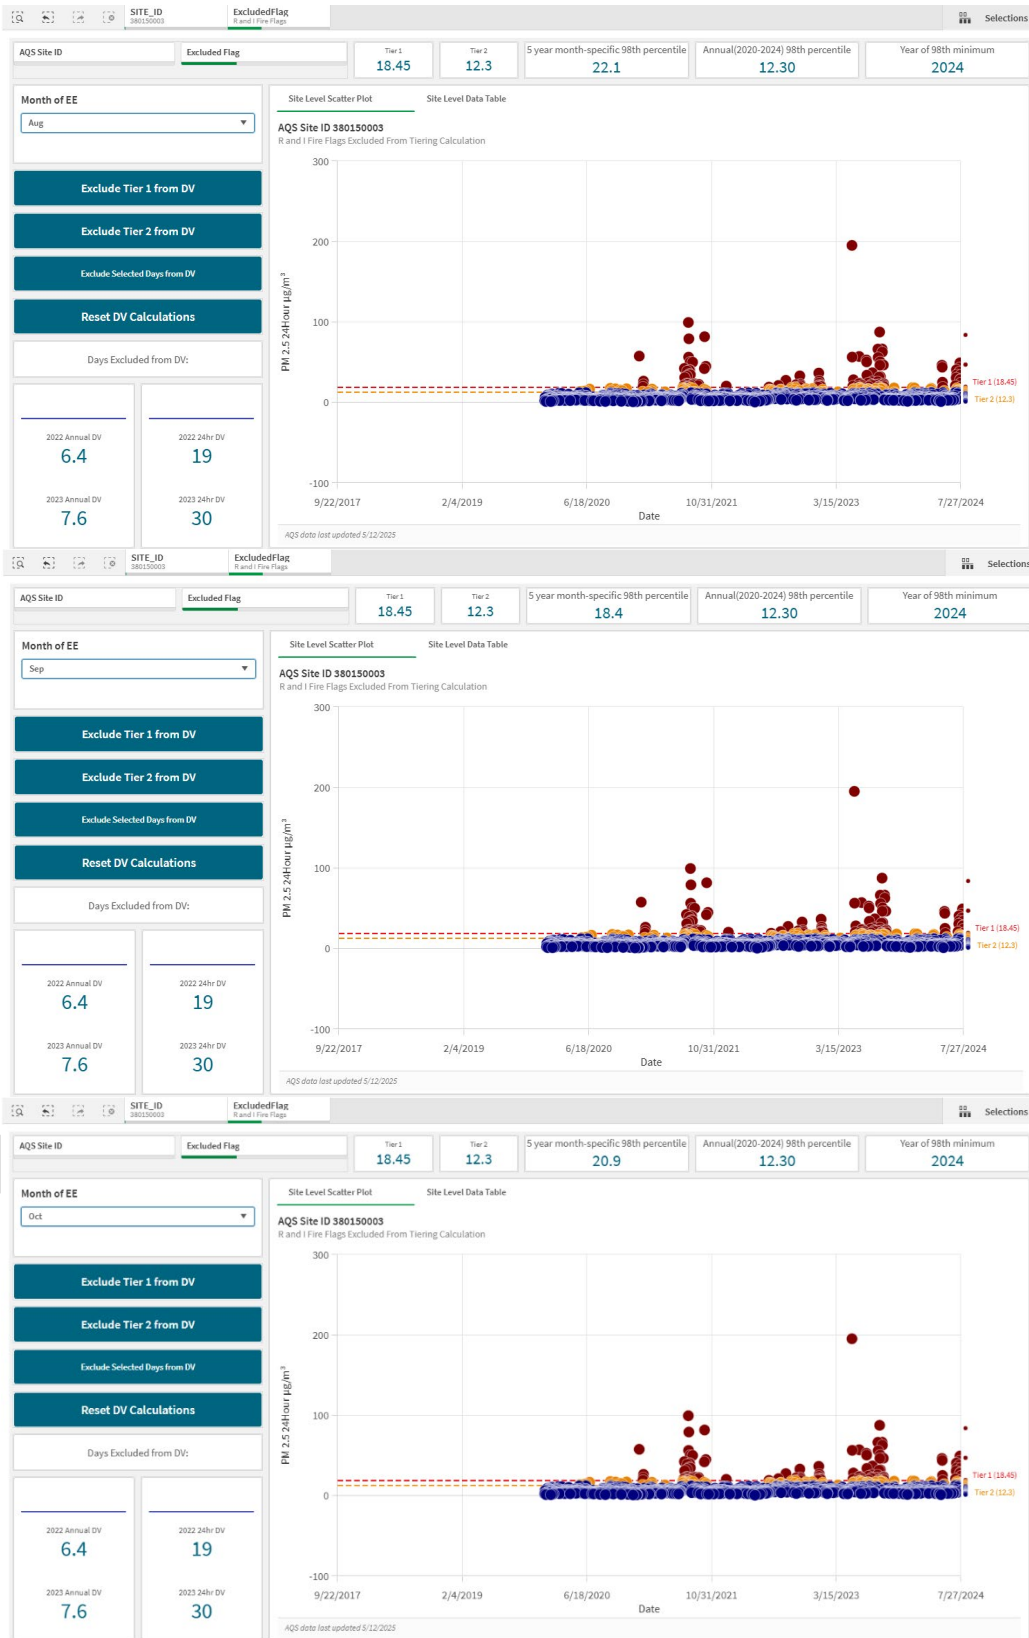 SITE_ID
380150003
ExcludedFlag
R and I Fire Flags
Selections
AQS Site ID
Excluded Flag
Tier 1
18.45
Tier 2
12.3
5 year month-specific 98th percentile
22.1
Annual(2020-2024) 98th percentile
12.30
Year of 98th minimum
2024
Month of EE
Aug
Exclude Tier 1 from DV
Exclude Tier 2 from DV
Exclude Selected Days from DV
Reset DV Calculations
Days Excluded from DV:
2022 Annual DV
6.4
2023 Annual DV
7.6
2022 24hr DV
19
2023 24hr DV
30
Site Level Scatter Plot
Site Level Data Table
AQS Site ID 380150003
R and I Fire Flags Excluded From Tiering Calculation
PM 2.5 24Hour µg/m³
300
200
100
0
-100
Tier 1 (18.45)
Tier 2 (12.3)
9/22/2017
2/4/2019
6/18/2020
10/31/2021
3/15/2023
7/27/2024
Date
AQS data last updated 5/12/2025
SITE_ID
380150003
ExcludedFlag
R and I Fire Flags
Selections
AQS Site ID
Excluded Flag
Tier 1
18.45
Tier 2
12.3
5 year month-specific 98th percentile
18.4
Annual(2020-2024) 98th percentile
12.30
Year of 98th minimum
2024
Month of EE
Sep
Exclude Tier 1 from DV
Exclude Tier 2 from DV
Exclude Selected Days from DV
Reset DV Calculations
Days Excluded from DV:
2022 Annual DV
6.4
2023 Annual DV
7.6
2022 24hr DV
19
2023 24hr DV
30
Site Level Scatter Plot
Site Level Data Table
AQS Site ID 380150003
R and I Fire Flags Excluded From Tiering Calculation
PM 2.5 24Hour µg/m³
300
200
100
0
-100
Tier 1 (18.45)
Tier 2 (12.3)
9/22/2017
2/4/2019
6/18/2020
10/31/2021
3/15/2023
7/27/2024
Date
AQS data last updated 5/12/2025
SITE_ID
380150003
ExcludedFlag
R and I Fire Flags
Selections
AQS Site ID
Excluded Flag
Tier 1
18.45
Tier 2
12.3
5 year month-specific 98th percentile
20.9
Annual(2020-2024) 98th percentile
12.30
Year of 98th minimum
2024
Month of EE
Oct
Exclude Tier 1 from DV
Exclude Tier 2 from DV
Exclude Selected Days from DV
Reset DV Calculations
Days Excluded from DV:
2022 Annual DV
6.4
2023 Annual DV
7.6
2022 24hr DV
19
2023 24hr DV
30
Site Level Scatter Plot
Site Level Data Table
AQS Site ID 380150003
R and I Fire Flags Excluded From Tiering Calculation
PM 2.5 24Hour µg/m³
300
200
100
0
-100
Tier 1 (18.45)
Tier 2 (12.3)
9/22/2017
2/4/2019
6/18/2020
10/31/2021
3/15/2023
7/27/2024
Date
AQS data last updated 5/12/2025